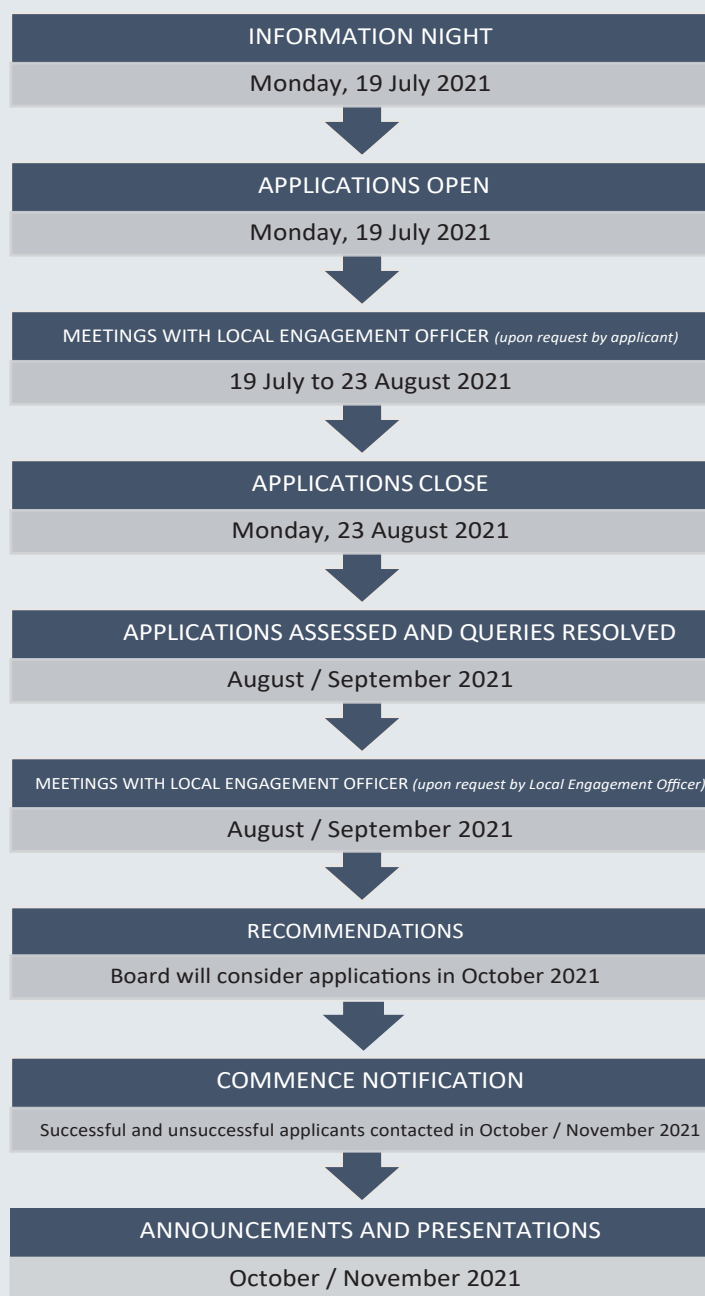 INFORMATION NIGHT
Monday, 19 July 2021
APPLICATIONS OPEN
Monday, 19 July 2021
MEETINGS WITH LOCAL ENGAGEMENT OFFICER (upon request by applicant)
19 July to 23 August 2021
APPLICATIONS CLOSE
Monday, 23 August 2021
APPLICATIONS ASSESSED AND QUERIES RESOLVED
August / September 2021
MEETINGS WITH LOCAL ENGAGEMENT OFFICER (upon request by Local Engagement Officer)
August / September 2021
RECOMMENDATIONS
Board will consider applications in October 2021
COMMENCE NOTIFICATION
Successful and unsuccessful applicants contacted in October / November 2021
ANNOUNCEMENTS AND PRESENTATIONS
October / November 2021